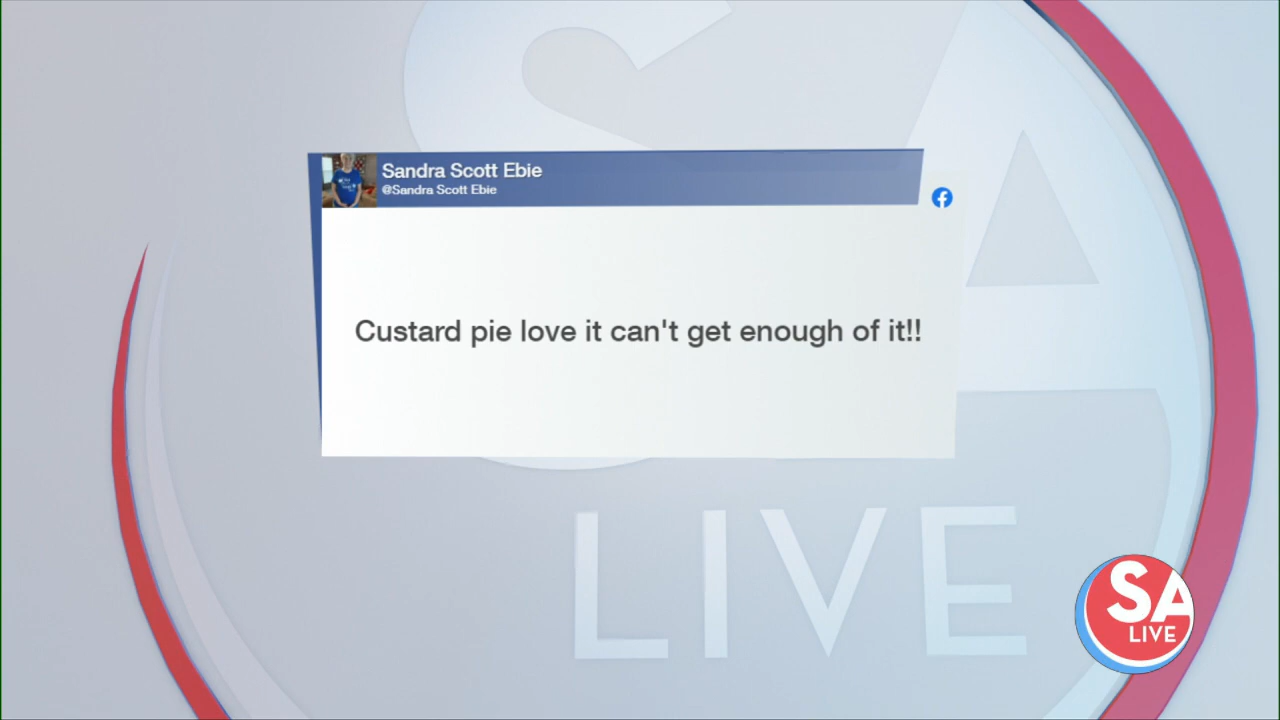 Sandra Scott Ebie
@Sandra Scott Ebie
Custard pie love it can't get enough of it!!
SA
LIVE
SA
LIVE